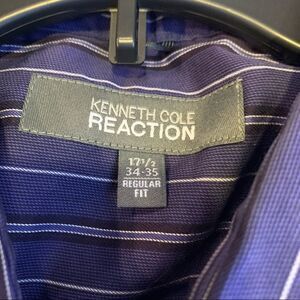 KENNETH COLE
REACTION
17½
34-35
REGULAR
FIT